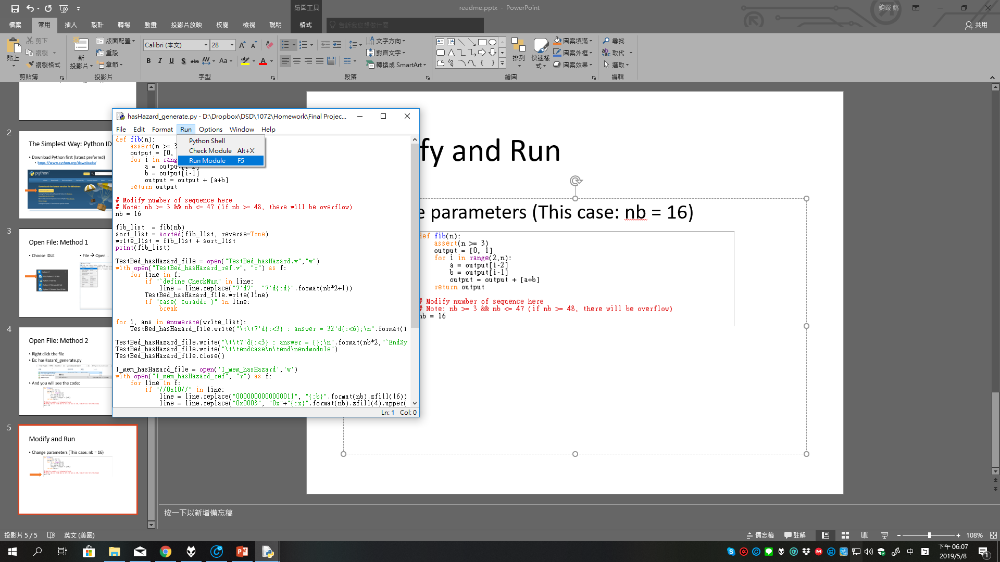 readme.pptx - PowerPoint
繪圖工具
鈞嚴 姚
檔案
常用
插入
設計
轉場
動畫
投影片放映
校閱
檢視
說明
格式
告訴我您想做什麼
共用
貼上
剪下
複製
複製格式
剪貼簿
新
投影片
版面配置
重設
章節
投影片
Calibri (本文)
28
字型
文字方向
對齊文字
轉換成 SmartArt
段落
排列
快速樣
式
圖案填滿
圖案外框
圖案效果
繪圖
尋找
取代
選取
編輯
2
The Simplest Way: Python ID
• Download Python first (latest preferred)
• https://www.python.org/downloads/
3
Open File: Method 1
• Choose IDLE
• File → Open...
4
Open File: Method 2
• Right click the file
• Ex: hasHazard_generate.py
• And you will see the code:
5
Modify and Run
• Change parameters (This case: nb = 16)
hasHazard_generate.py - D:\Dropbox\DSD\1072\Homework\Final Projec...
File Edit Format Run Options Window Help
Python Shell
Check Module Alt+X
Run Module F5
def fib(n):
assert(n >= 3
output = [0,
for i in rang
a = output[i-2]
b = output[i-1]
output = output + [a+b]
return output
# Modify number of sequence here
# Note: nb >= 3 && nb <= 47 (if nb >= 48, there will be overflow)
nb = 16
fib_list = fib(nb)
sort_list = sorted(fib_list, reverse=True)
write_list = fib_list + sort_list
print(fib_list)
TestBed_hasHazard_file = open("TestBed_hasHazard.v","w")
with open("TestBed_hasHazard_ref.v", "r") as f:
for line in f:
if "`define CheckNum" in line:
line = line.replace("7'd7", "7'd{:d}".format(nb*2+1))
TestBed_hasHazard_file.write(line)
if "case( curaddr )" in line:
break
for i, ans in enumerate(write_list):
TestBed_hasHazard_file.write("\t\t7'd{:<3} : answer = 32'd{:<6};\n".format(i
TestBed_hasHazard_file.write("\t\t7'd{:<3} : answer = {};\n".format(nb*2,"`EndSy
TestBed_hasHazard_file.write("\t\tendcase\n\tend\nendmodule")
TestBed_hasHazard_file.close()
I_mem_hasHazard_file = open('I_mem_hasHazard','w')
with open("I_mem_hasHazard_ref", "r") as f:
for line in f:
if "//0x10//" in line:
line = line.replace("0000000000000011", "{:b}".format(nb).zfill(16))
line = line.replace("0x0003", "0x"+"{:x}".format(nb).zfill(4).upper(
Ln: 1 Col: 0
fy and Run
e parameters (This case: nb = 16)
def fib(n):
assert(n >= 3)
output = [0, 1]
for i in range(2,n):
a = output[i-2]
b = output[i-1]
output = output + [a+b]
return output
# Modify number of sequence here
# Note: nb >= 3 && nb <= 47 (if nb >= 48, there will be overflow)
nb = 16
按一下以新增備忘稿
投影片 5 / 5
英文 (美國)
備忘稿
註解
108%
中
下午 06:07
2019/5/8
1